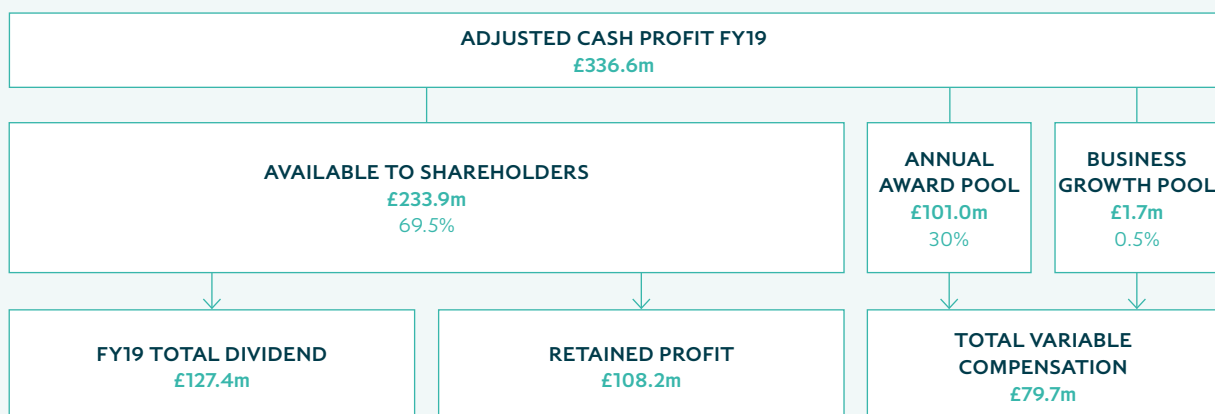 ADJUSTED CASH PROFIT FY19
£336.6m
AVAILABLE TO SHAREHOLDERS
£233.9m
69.5%
ANNUAL
AWARD POOL
£101.0m
30%
BUSINESS
GROWTH POOL
£1.7m
0.5%
FY19 TOTAL DIVIDEND
£127.4m
RETAINED PROFIT
£108.2m
TOTAL VARIABLE
COMPENSATION
£79.7m